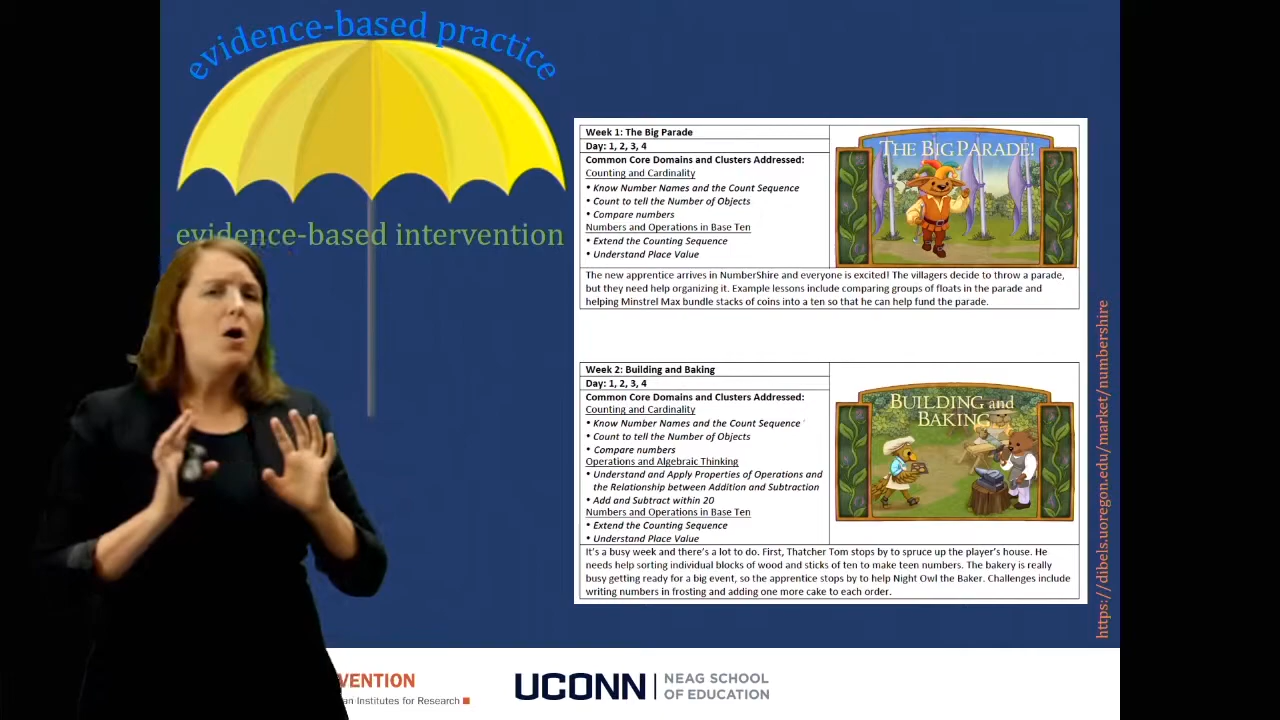 evidence-based practice
evidence-based intervention
Week 1: The Big Parade
Day: 1, 2, 3, 4
Common Core Domains and Clusters Addressed:
Counting and Cardinality
• Know Number Names and the Count Sequence
• Count to tell the Number of Objects
• Compare numbers
Numbers and Operations in Base Ten
• Extend the Counting Sequence
• Understand Place Value
THE BIG PARADE!
The new apprentice arrives in NumberShire and everyone is excited! The villagers decide to throw a parade,
but they need help organizing it. Example lessons include comparing groups of floats in the parade and
helping Minstrel Max bundle stacks of coins into a ten so that he can help fund the parade.
Week 2: Building and Baking
Day: 1, 2, 3, 4
Common Core Domains and Clusters Addressed:
Counting and Cardinality
• Know Number Names and the Count Sequence
• Count to tell the Number of Objects
• Compare numbers
Operations and Algebraic Thinking
• Understand and Apply Properties of Operations and
the Relationship between Addition and Subtraction
• Add and Subtract within 20
Numbers and Operations in Base Ten
• Extend the Counting Sequence
• Understand Place Value
BUILDING and
BAKING
It's a busy week and there's a lot to do. First, Thatcher Tom stops by to spruce up the player's house. He
needs help sorting individual blocks of wood and sticks of ten to make teen numbers. The bakery is really
busy getting ready for a big event, so the apprentice stops by to help Night Owl the Baker. Challenges include
writing numbers in frosting and adding one more cake to each order.
https://dibels.uoregon.edu/market/numbershire
VENTION
an Institutes for Research
UCONN
NEAG SCHOOL
OF EDUCATION